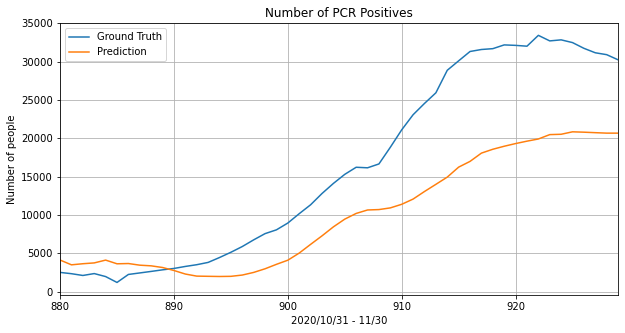 Number of PCR Positives
Ground Truth
Prediction
Number of people
35000
30000
25000
20000
15000
10000
5000
0
880 890 900 910 920
2020/10/31 - 11/30